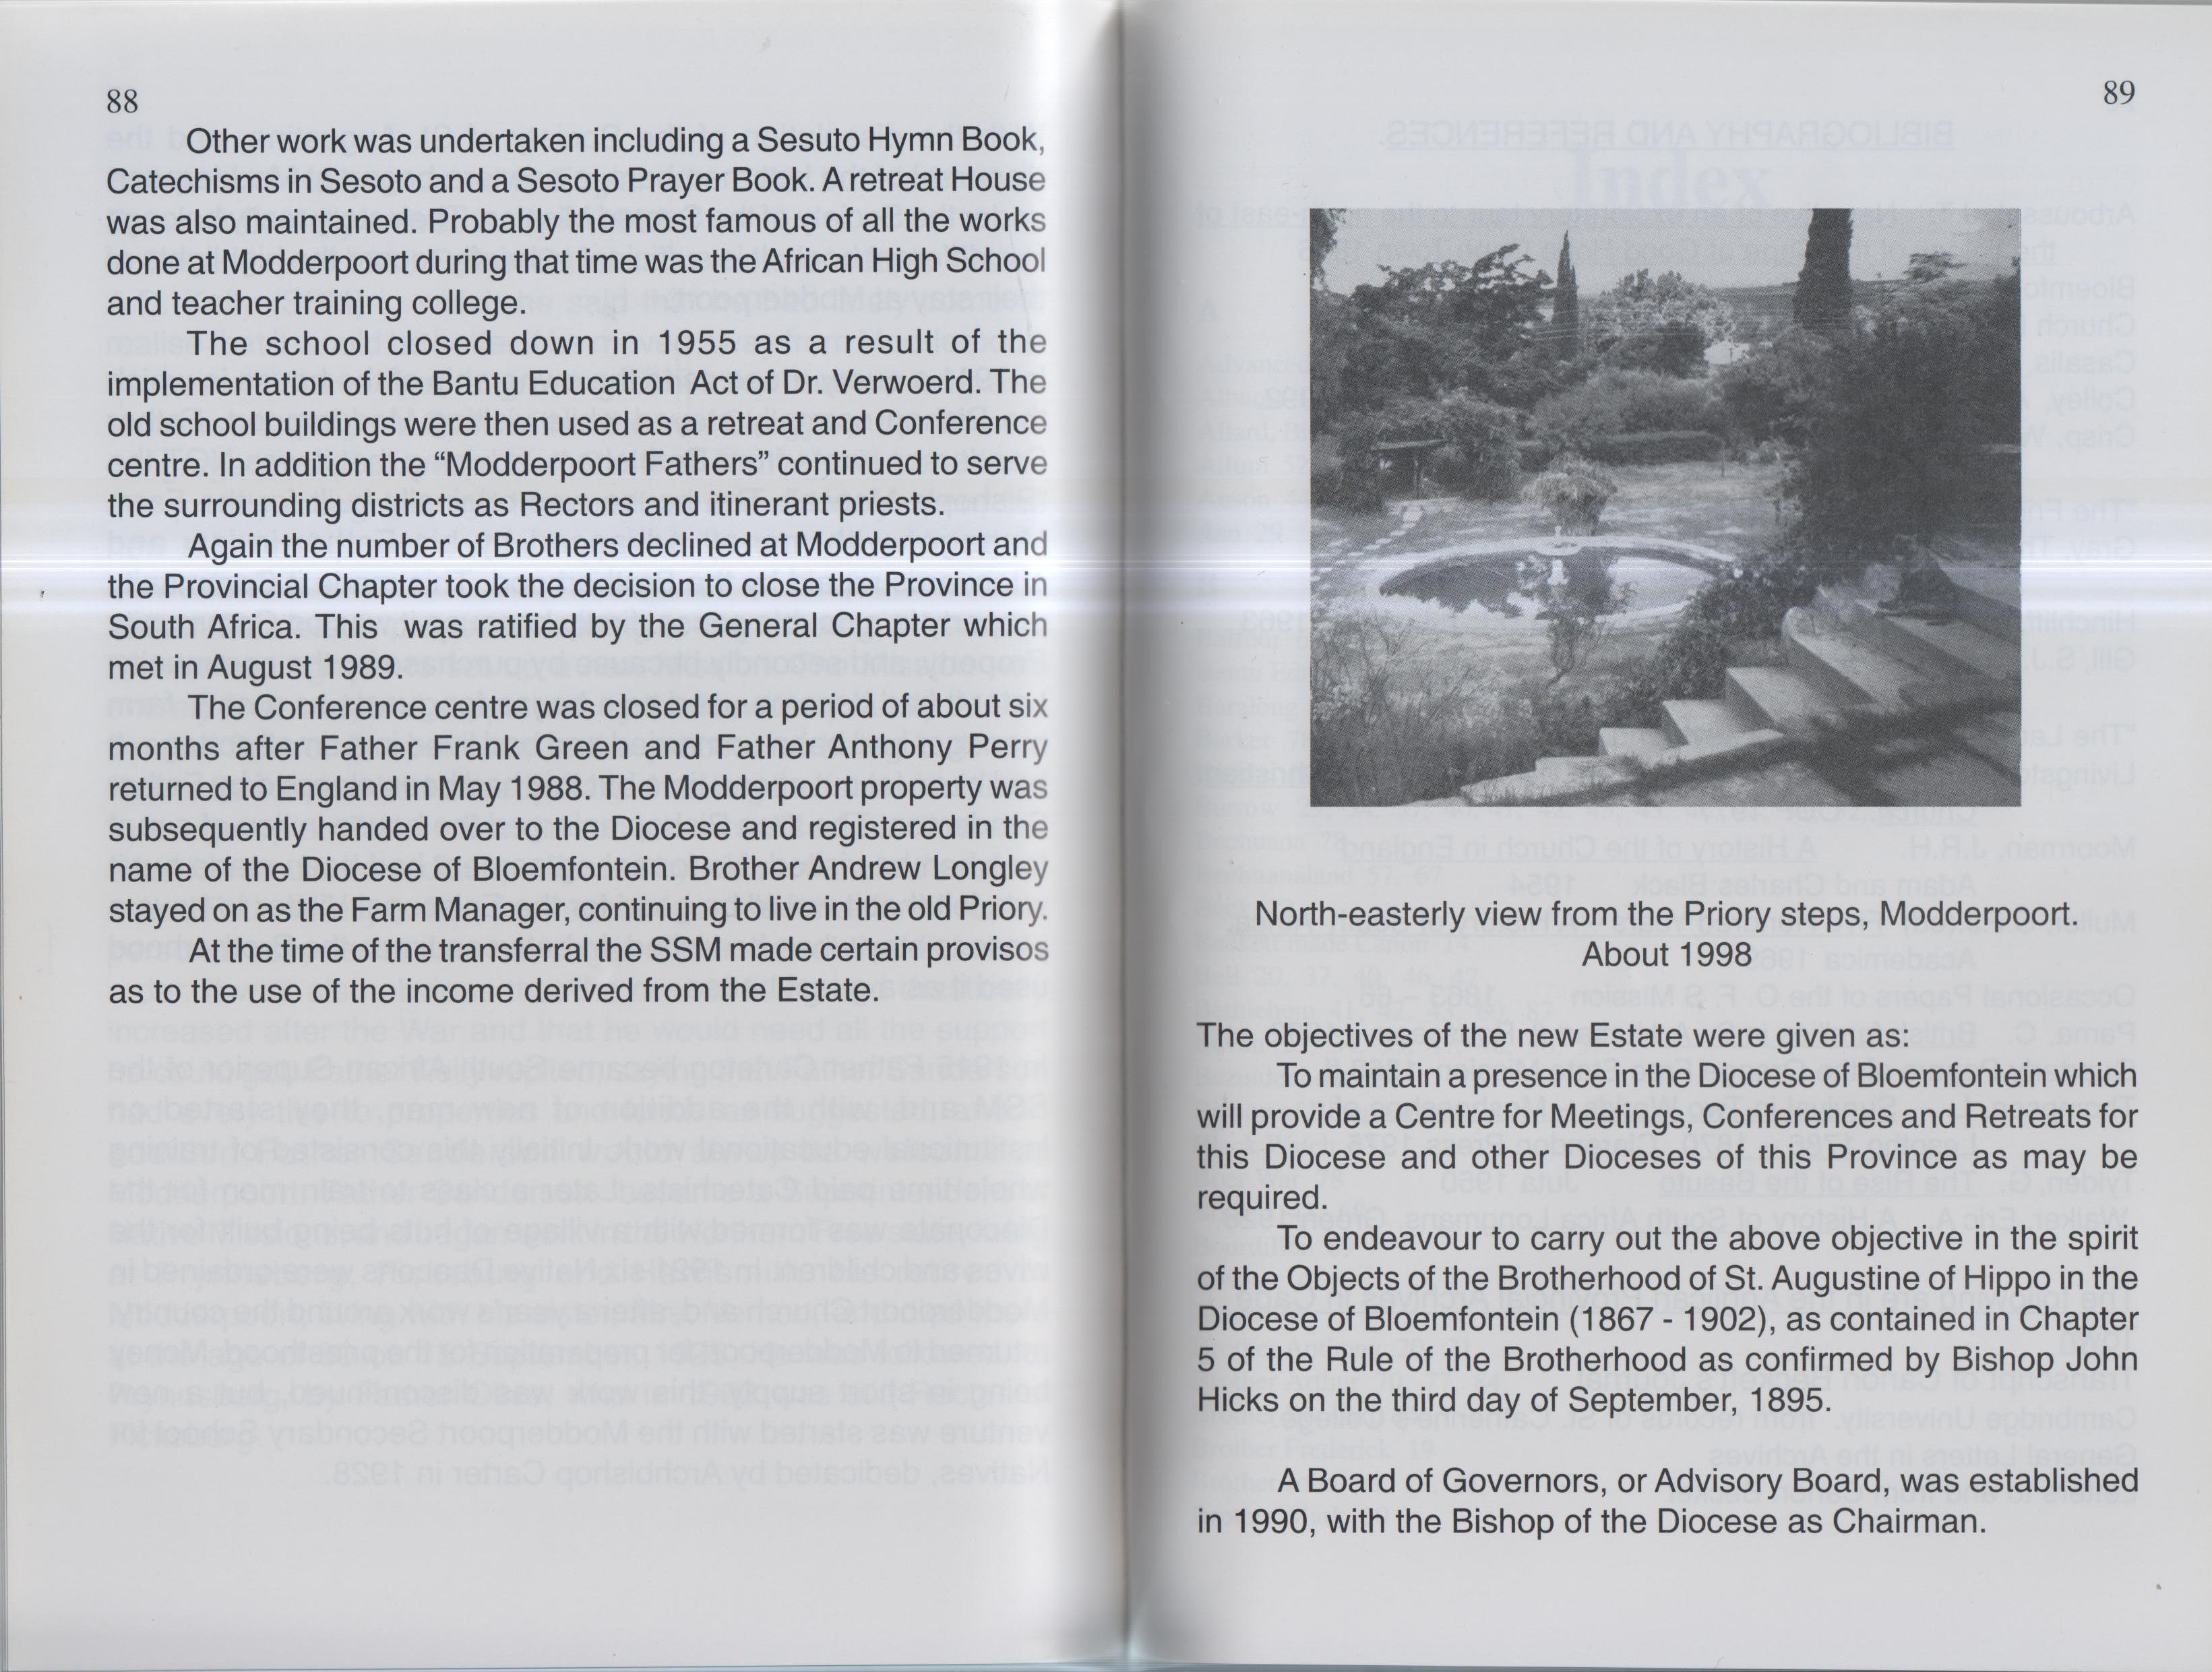 88
Other work was undertaken including a Sesuto Hymn Book,
Catechisms in Sesoto and a Sesoto Prayer Book. A retreat House
was also maintained. Probably the most famous of all the works
done at Modderpoort during that time was the African High School
and teacher training college.
The school closed down in 1955 as a result of the
implementation of the Bantu Education Act of Dr. Verwoerd. The
old school buildings were then used as a retreat and Conference
centre. In addition the “Modderpoort Fathers” continued to serve
the surrounding districts as Rectors and itinerant priests.
Again the number of Brothers declined at Modderpoort and
the Provincial Chapter took the decision to close the Province in
South Africa. This was ratified by the General Chapter which
met in August 1989.
The Conference centre was closed for a period of about six
months after Father Frank Green and Father Anthony Perry
returned to England in May 1988. The Modderpoort property was
subsequently handed over to the Diocese and registered in the
name of the Diocese of Bloemfontein. Brother Andrew Longley
stayed on as the Farm Manager, continuing to live in the old Priory.
At the time of the transferral the SSM made certain provisos
as to the use of the income derived from the Estate.
89
North-easterly view from the Priory steps, Modderpoort.
About 1998
The objectives of the new Estate were given as:
To maintain a presence in the Diocese of Bloemfontein which
will provide a Centre for Meetings, Conferences and Retreats for
this Diocese and other Dioceses of this Province as may be
required.
To endeavour to carry out the above objective in the spirit
of the Objects of the Brotherhood of St. Augustine of Hippo in the
Diocese of Bloemfontein (1867 - 1902), as contained in Chapter
5 of the Rule of the Brotherhood as confirmed by Bishop John
Hicks on the third day of September, 1895.
A Board of Governors, or Advisory Board, was established
in 1990, with the Bishop of the Diocese as Chairman.